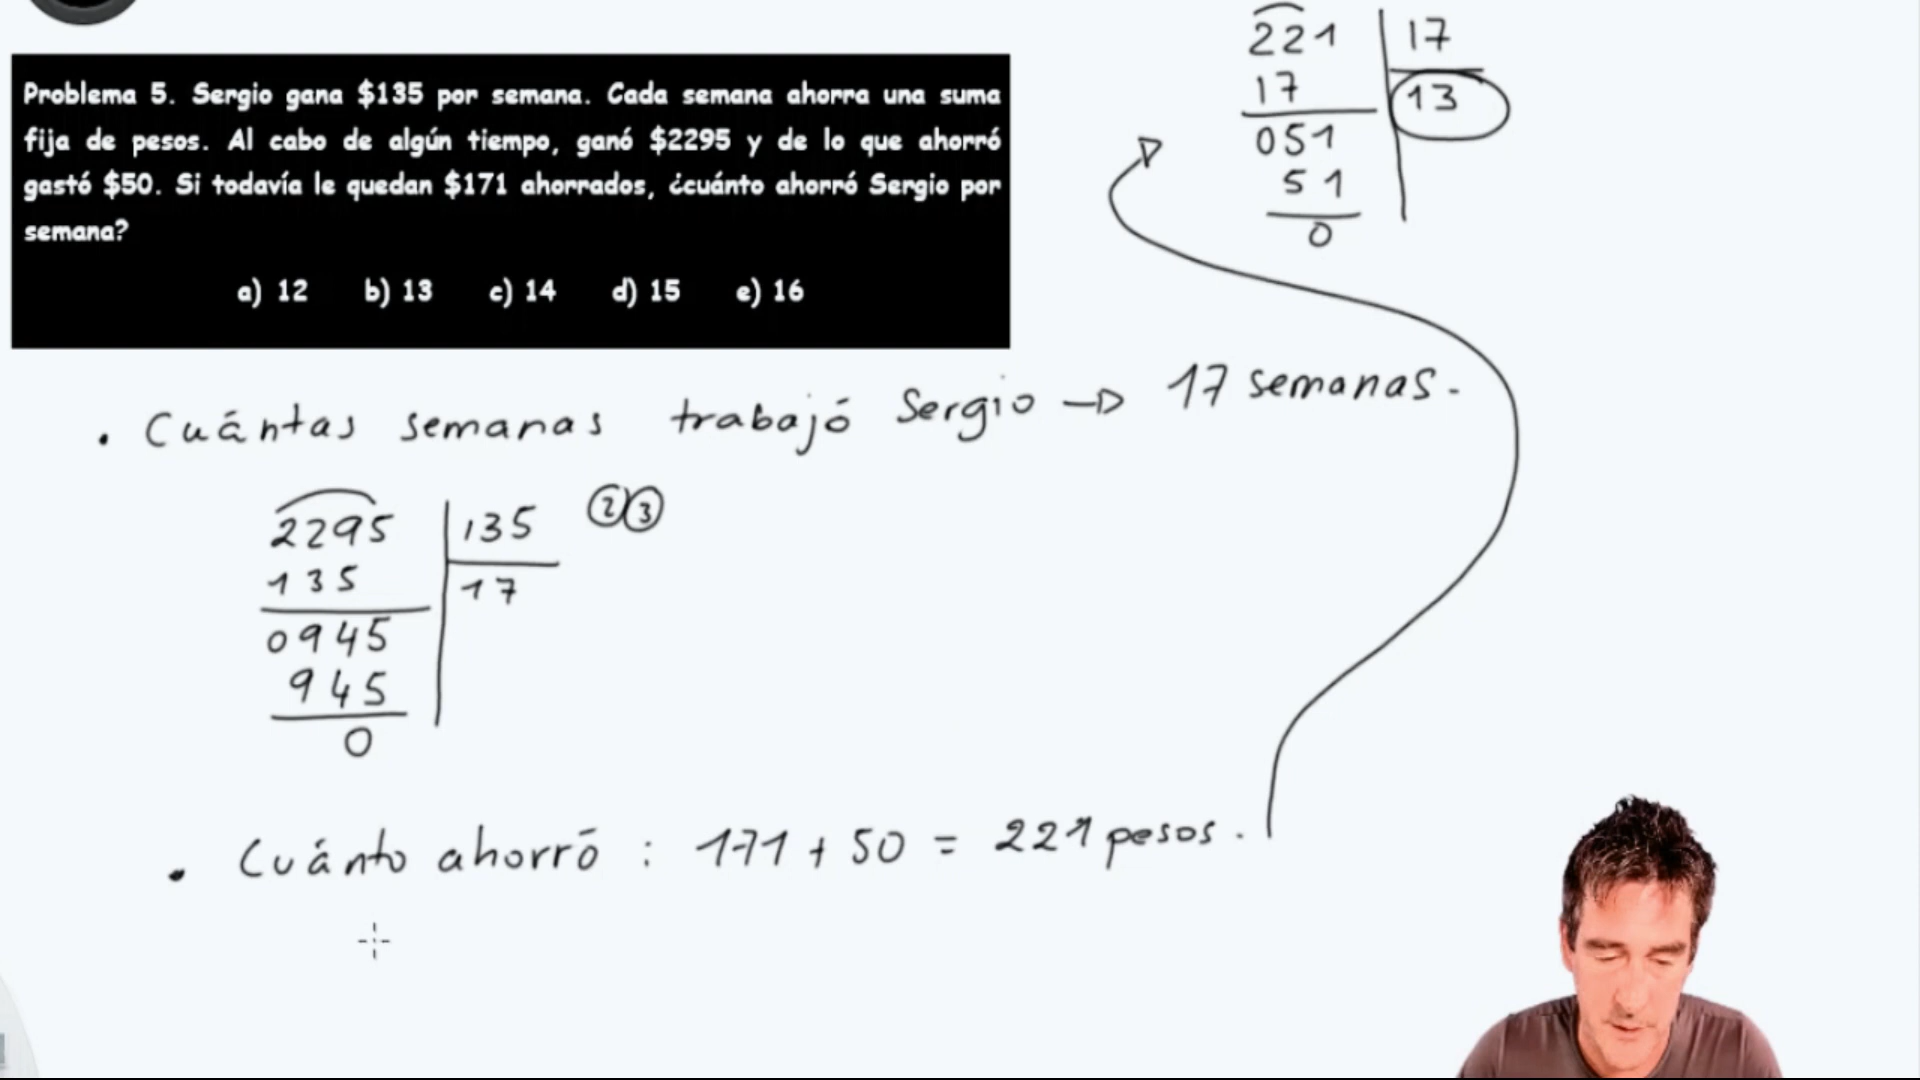 Problema 5. Sergio gana $135 por semana. Cada semana ahorra una suma
fija de pesos. Al cabo de algún tiempo, ganó $2295 y de lo que ahorró
gastó $50. Si todavía le quedan $171 ahorrados, ¿cuánto ahorró Sergio por
semana?
a) 12 b) 13 c) 14 d) 15 e) 16
221 17
17 13
051
51
0
• Cuántas semanas trabajó Sergio → 17 semanas.
2295 135 2 3
135 17
0945
945
0
• Cuánto ahorró : 171 + 50 = 221 pesos.